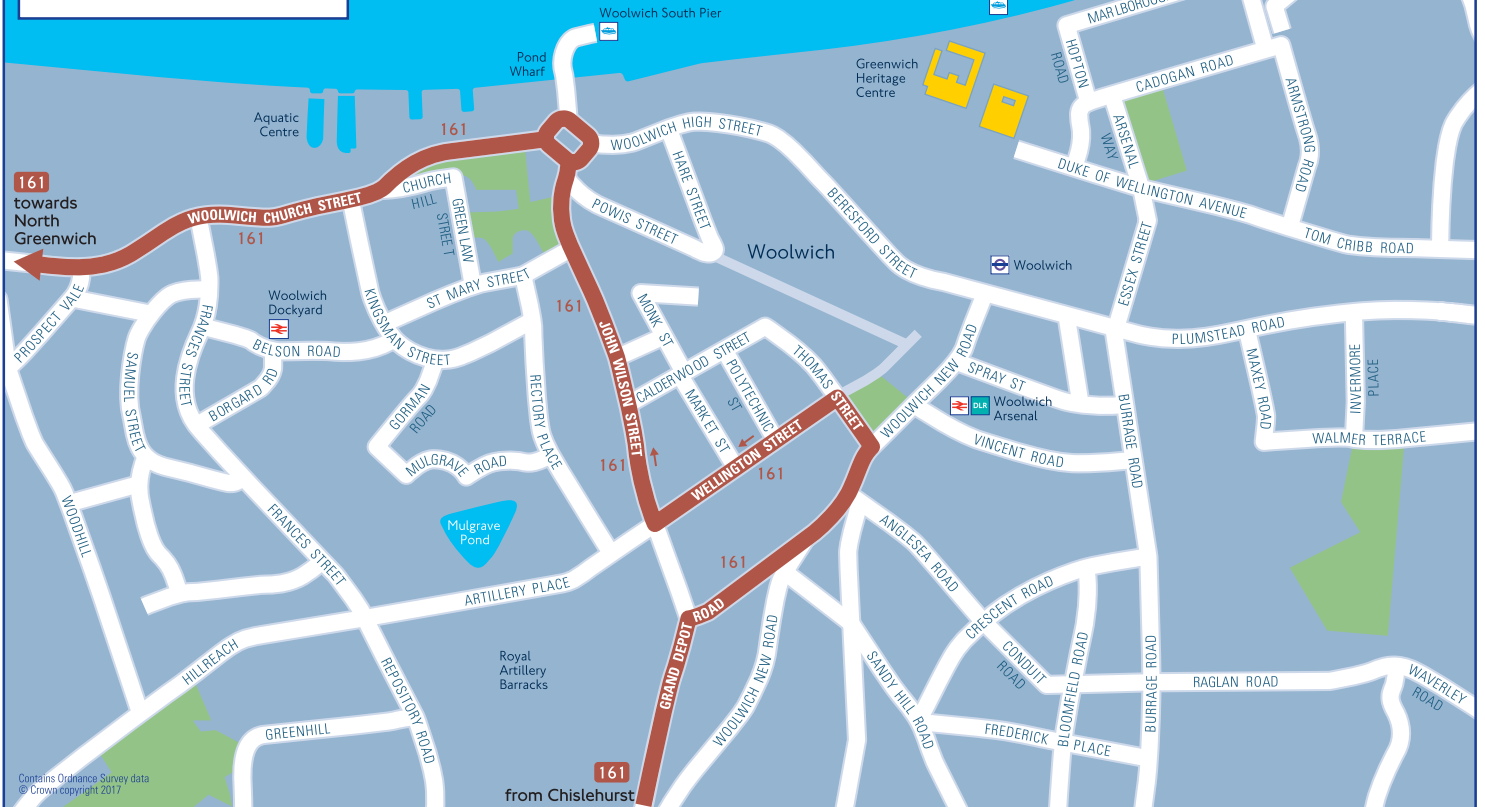 Woolwich South Pier
Pond
Wharf
Greenwich
Heritage
Centre
Aquatic
Centre
MARLBOROUG
HOPTON
ROAD
CADOGAN ROAD
ARMSTRONG ROAD
ARSENAL
WAY
DUKE OF WELLINGTON AVENUE
TOM CRIBB ROAD
161
WOOLWICH HIGH STREET
HARE STREET
POWIS STREET
BERESFORD STREET
161
towards
North
Greenwich
WOOLWICH CHURCH STREET
161
CHURCH
HILL
STREET
GREEN LAW
ST MARY STREET
Woolwich
Woolwich
ESSEX STREET
PLUMSTEAD ROAD
PROSPECT VALE
Woolwich
Dockyard
BELSON ROAD
FRANCES STREET
SAMUEL STREET
BORGARD RD
KINGSMAN STREET
GORMAN
ROAD
MULGRAVE ROAD
RECTORY PLACE
161
JOHN WILSON STREET
161
MONK ST
CALDERWOOD STREET
POLYTECHNIC
ST
MARKET ST
THOMAS STREET
WELLINGTON STREET
161
WOOLWICH NEW ROAD
SPRAY ST
DLR
Woolwich
Arsenal
VINCENT ROAD
BURRAGE ROAD
MAXEY ROAD
INVERMORE
PLACE
WALMER TERRACE
WOODHILL
FRANCES STREET
Mulgrave
Pond
ARTILLERY PLACE
HILLREACH
161
GRAND DEPOT ROAD
ANGLESEA ROAD
CRESCENT ROAD
CONDUIT
ROAD
BLOOMFIELD ROAD
BURRAGE ROAD
RAGLAN ROAD
WAVERLEY
ROAD
Royal
Artillery
Barracks
REPOSITORY ROAD
GREENHILL
WOOLWICH NEW ROAD
SANDY HILL ROAD
FREDERICK PLACE
161
from Chislehurst
Contains Ordnance Survey data
© Crown copyright 2017